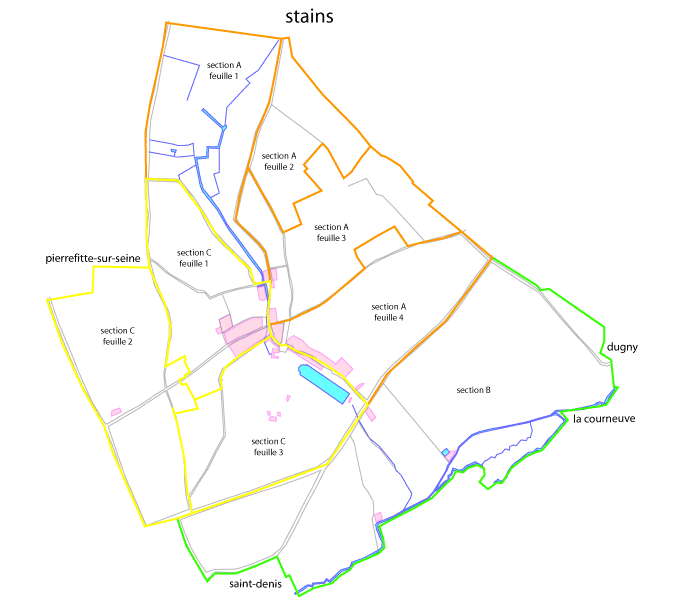 stains
section A
feuille 1
section A
feuille 2
section A
feuille 3
section C
feuille 1
pierrefitte-sur-seine
section A
feuille 4
section C
feuille 2
dugny
section B
la courneuve
section C
feuille 3
saint-denis